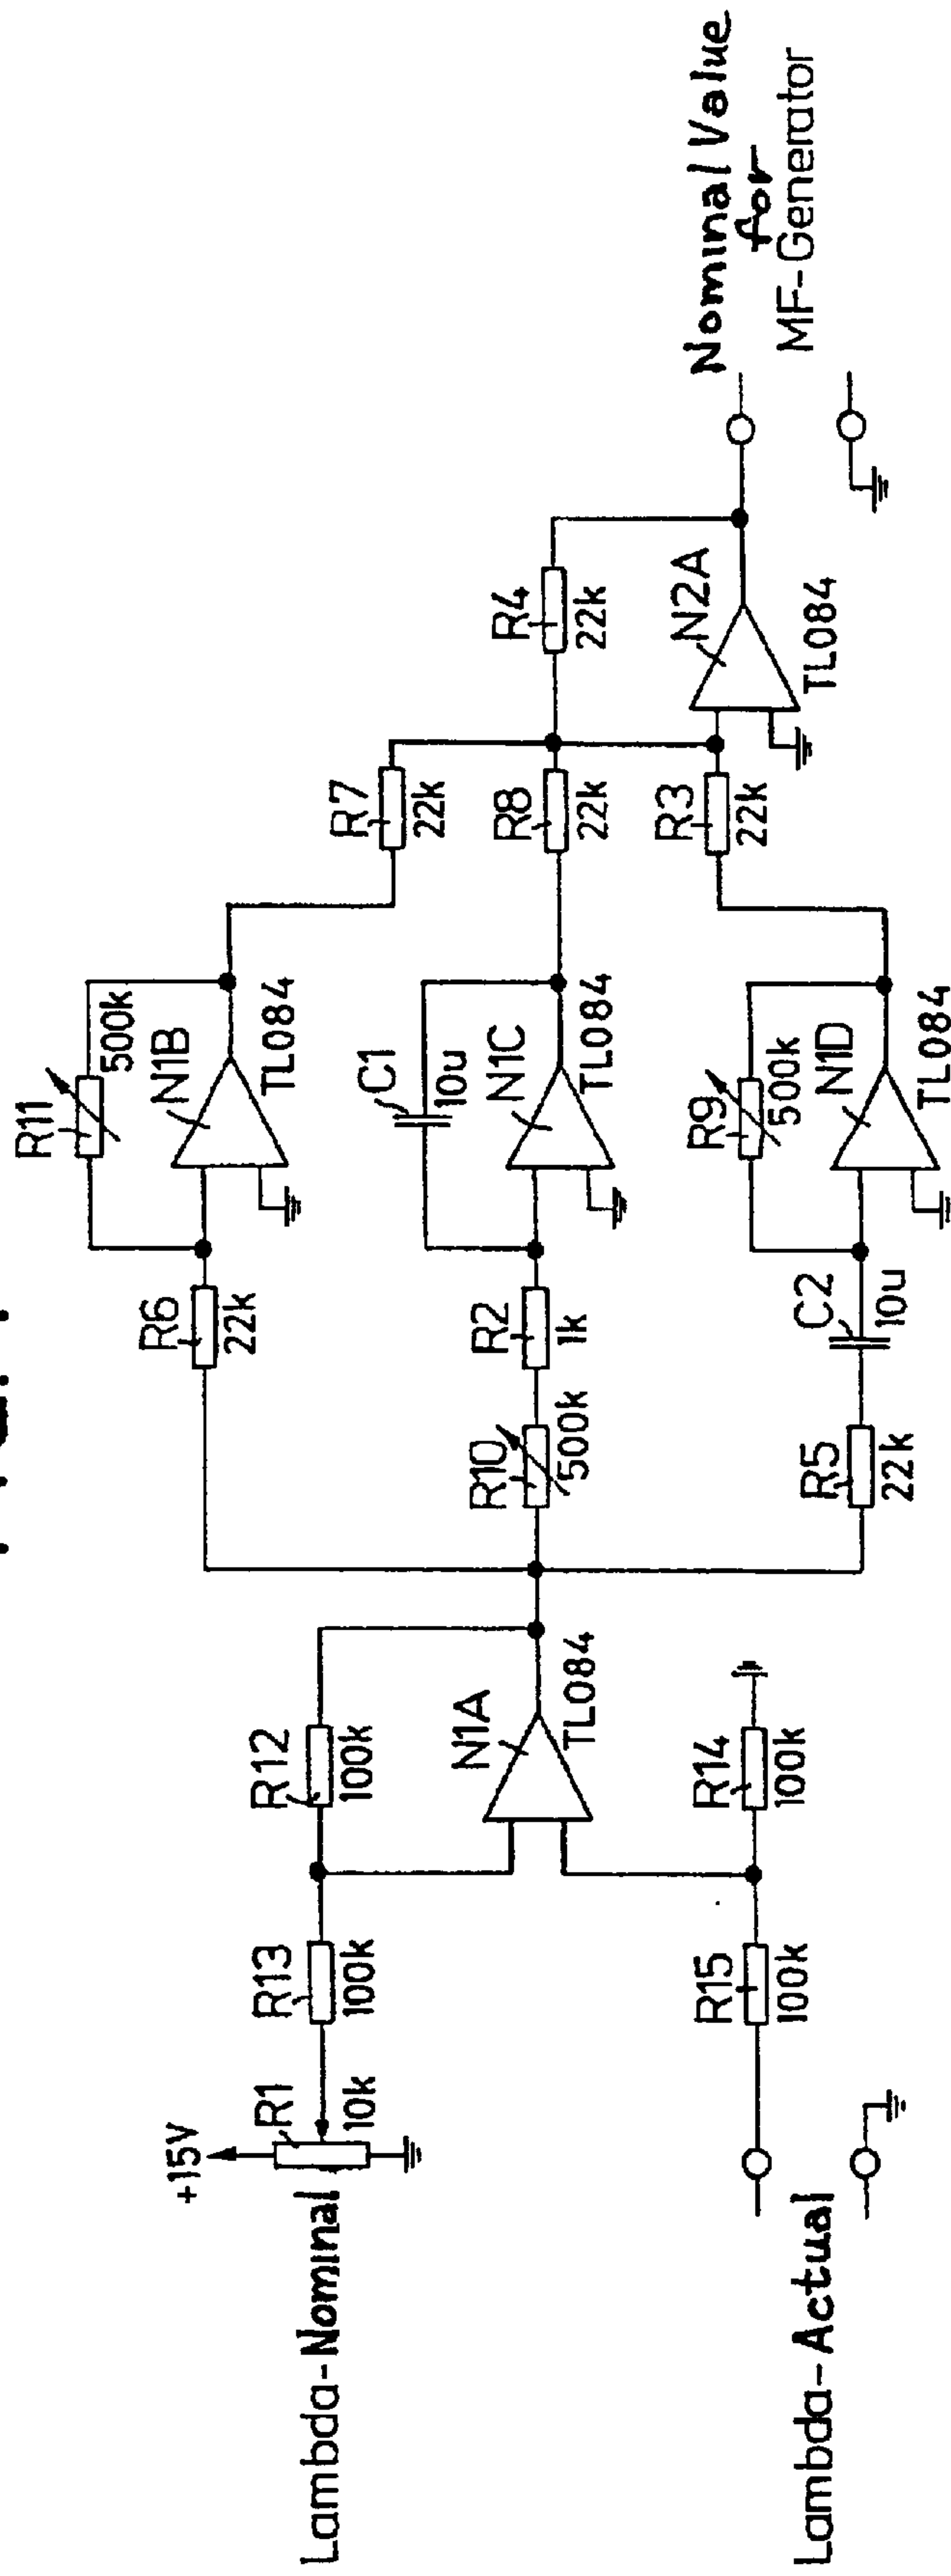 Lambda-Nominal
+15V
R1
10k
R13
100k
R12
100k
N1A
TL084
Lambda-Actual
R15
100k
R14
100k
R6
22k
R11
500k
N1B
TL084
R10
500k
R2
1k
C1
10u
N1C
TL084
R5
22k
C2
10u
R9
500k
N1D
TL084
R7
22k
R8
22k
R3
22k
R4
22k
N2A
TL084
Nominal Value
for
MF-Generator